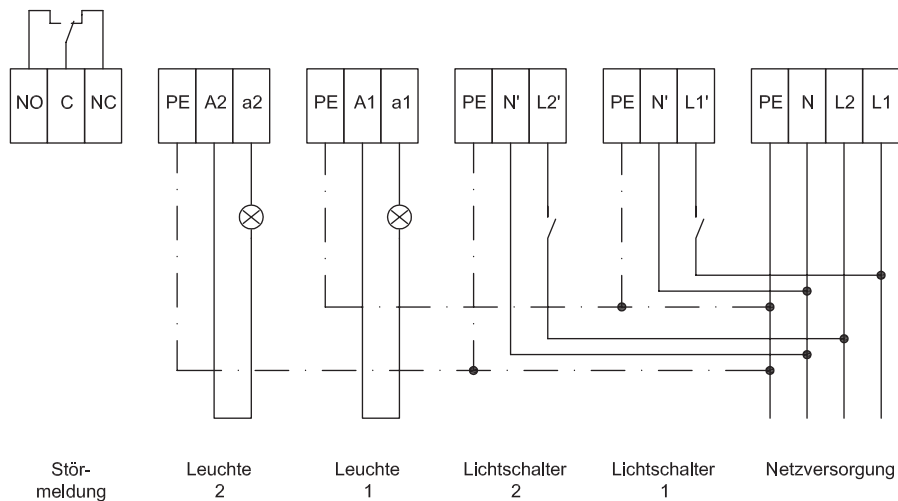 NO C NC PE A2 a2 PE A1 a1 PE N' L2' PE N' L1' PE N L2 L1
Stör-
meldung
Leuchte
2
Leuchte
1
Lichtschalter
2
Lichtschalter
1
Netzversorgung